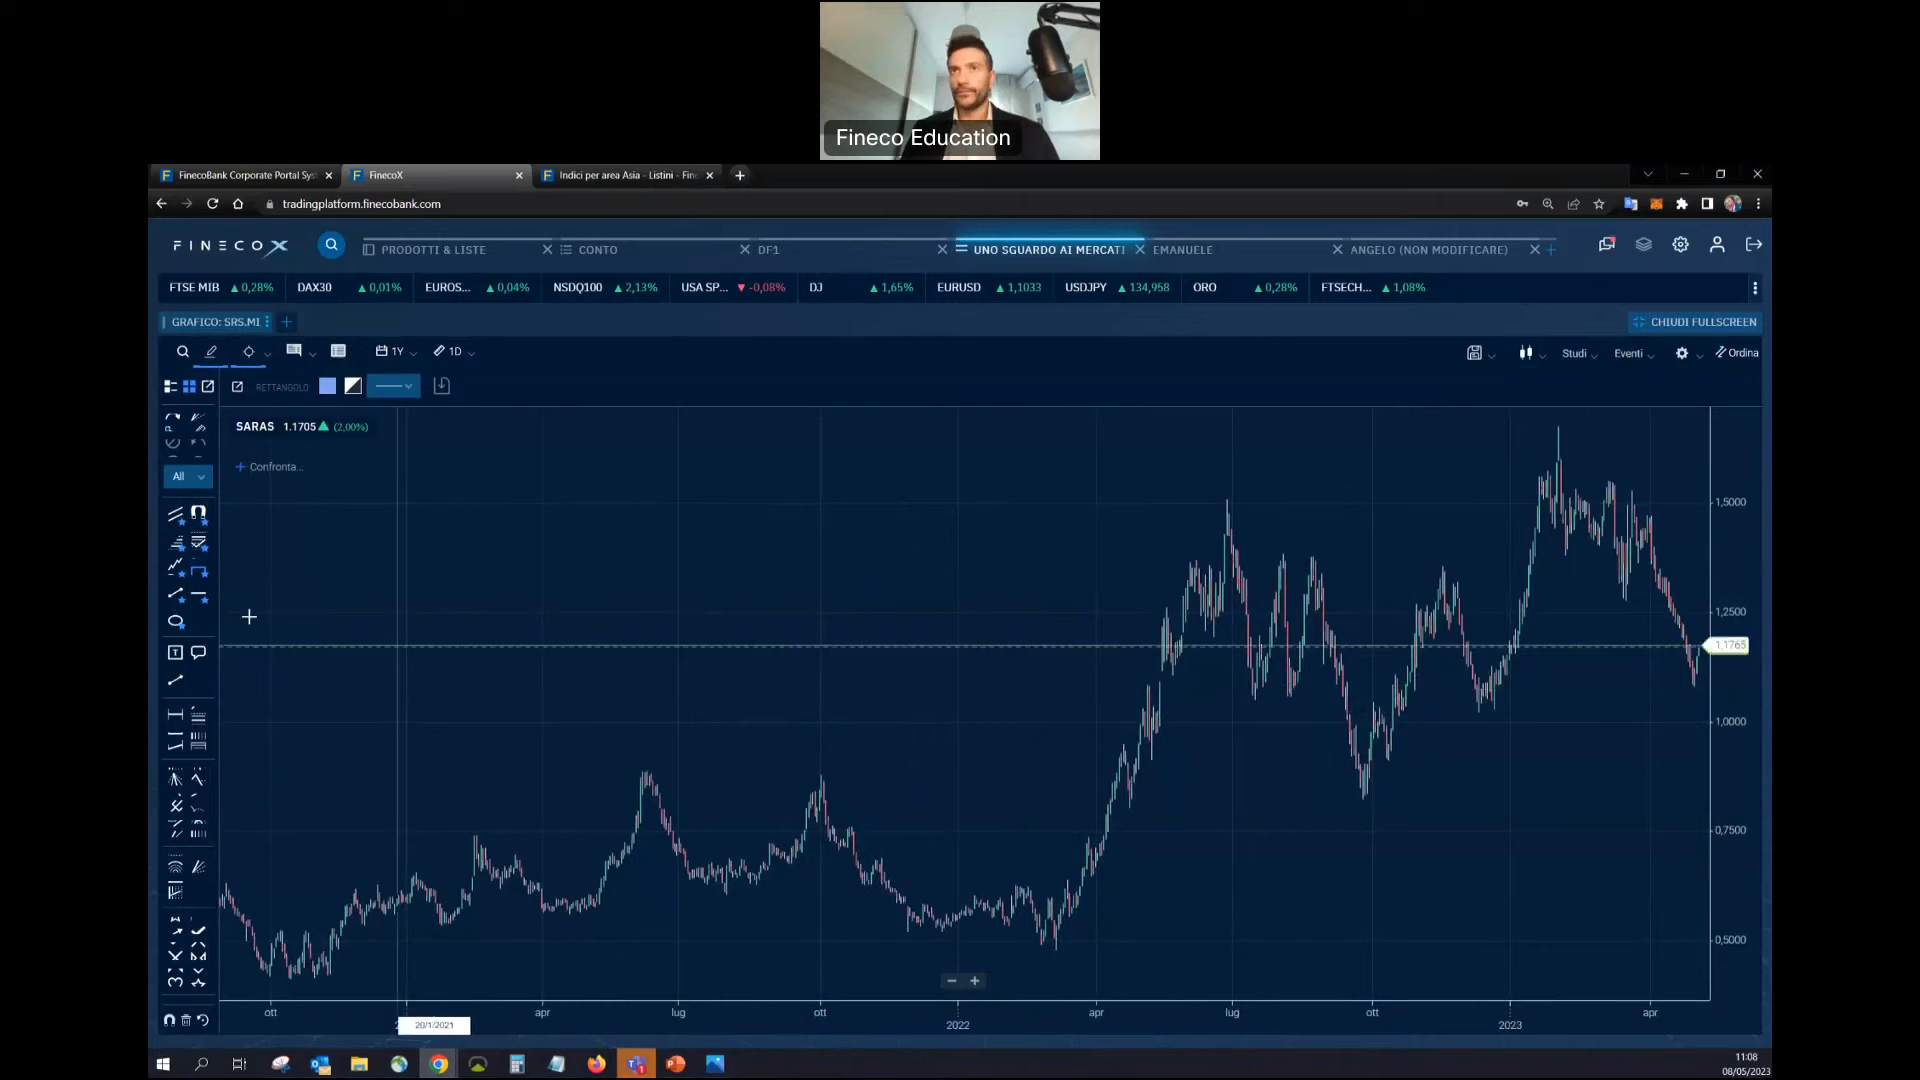 Fineco Education
FinecoBank Corporate Portal Syst
FinecoX
Indici per area Asia - Listini - Fine
tradingplatform.finecobank.com
FINECO X
PRODOTTI & LISTE
CONTO
DF1
UNO SGUARDO AI MERCATI
EMANUELE
ANGELO (NON MODIFICARE)
FTSE MIB 0,28%
DAX30 0,01%
EUROS... 0,04%
NSDQ100 2,13%
USA SP... -0,08%
DJ 1,65%
EURUSD 1,1033
USDJPY 134,958
ORO 0,28%
FTSECH... 1,08%
GRAFICO: SRS.MI
CHIUDI FULLSCREEN
1Y
1D
Studi
Eventi
Ordina
RETTANGOLO
SARAS 1.1705 (2,00%)
All
Confronta...
1,5000
1,2500
1,1765
1,0000
0,7500
0,5000
ott
apr
lug
ott
apr
lug
ott
apr
20/1/2021
2022
2023
11:08
08/05/2023